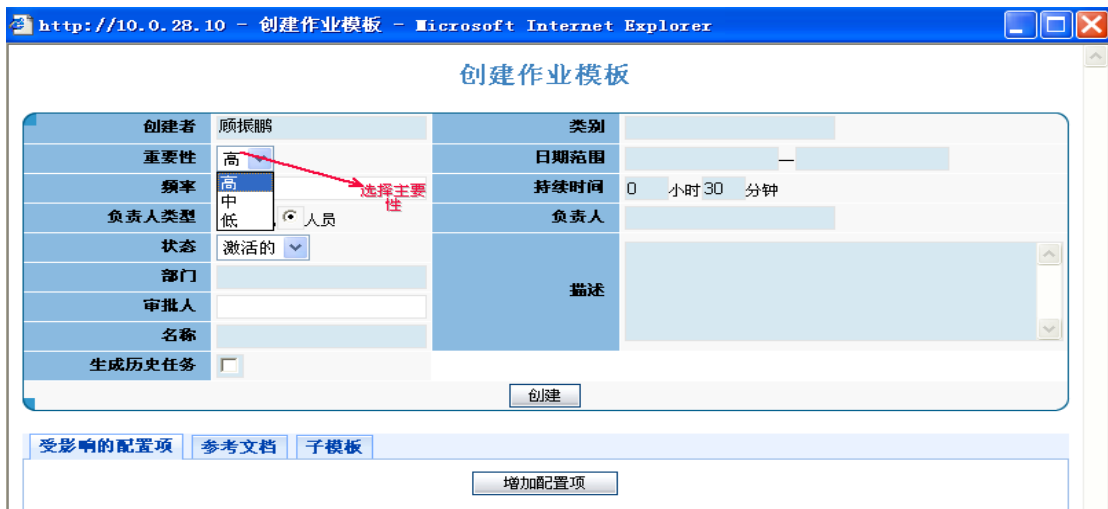 http://10.0.28.10 - 创建作业模板 - Microsoft Internet Explorer
创建作业模板
创建者 顾振鹏 类别
重要性 高 日期范围 —
频率 高 选择主要性 持续时间 0 小时 30 分钟
中
负责人类型 低 人员 负责人
状态 激活的
部门 描述
审批人
名称
生成历史任务
创建
受影响的配置项 参考文档 子模板
增加配置项